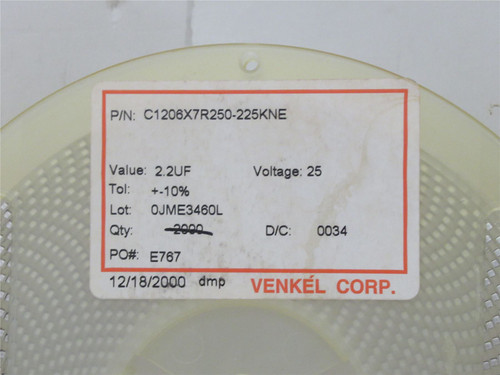 P/N: C1206X7R250-225KNE
Value: 2.2UF Voltage: 25
Tol: +-10%
Lot: 0JME3460L
Qty: 2000 D/C: 0034
PO#: E767
12/18/2000 dmp VENKEL CORP.